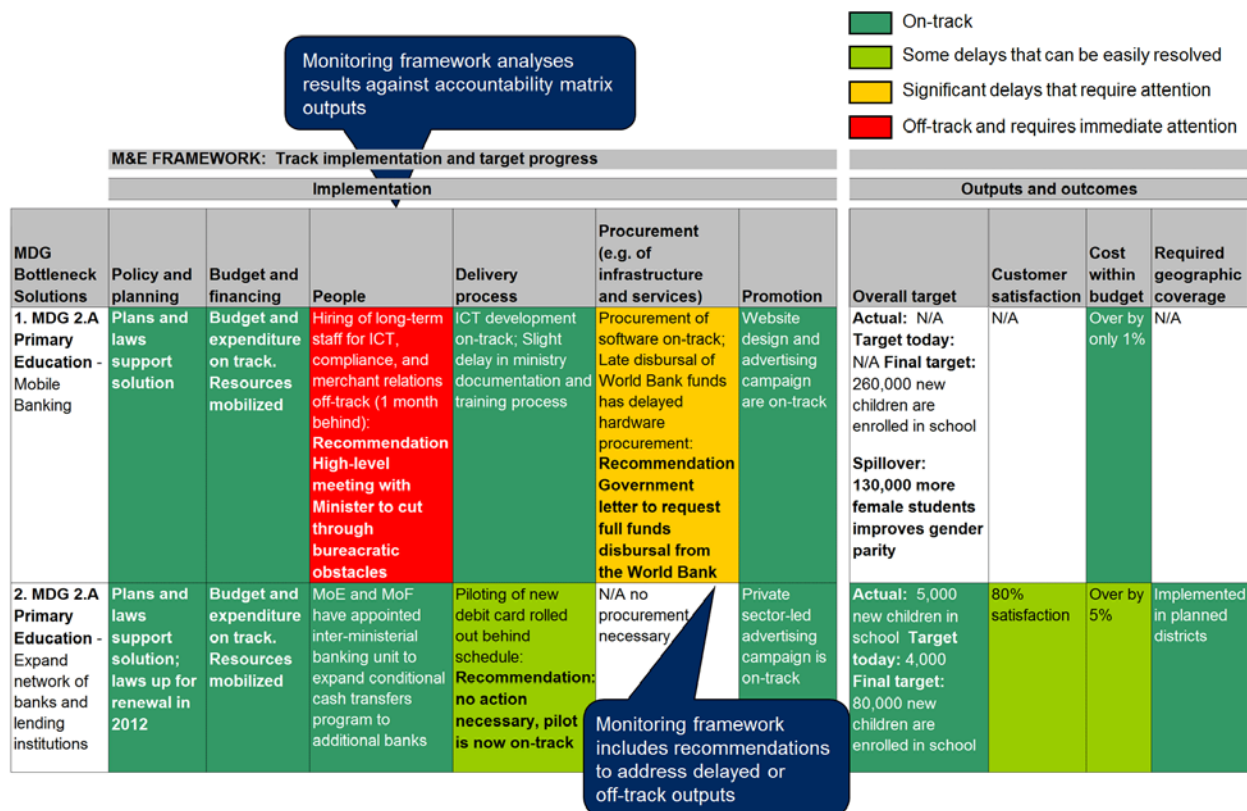 On-track
Some delays that can be easily resolved
Significant delays that require attention
Off-track and requires immediate attention
Monitoring framework analyses
results against accountability matrix
outputs
M&E FRAMEWORK: Track implementation and target progress
Implementation
Outputs and outcomes
MDG
Bottleneck
Solutions
Policy and
planning
Budget and
financing
People
Delivery
process
Procurement
(e.g. of
infrastructure
and services)
Promotion
Overall target
Customer
satisfaction
Cost
within
budget
Required
geographic
coverage
1. MDG 2.A
Primary
Education -
Mobile
Banking
Plans and
laws
support
solution
Budget and
expenditure
on track.
Resources
mobilized
Hiring of long-term
staff for ICT,
compliance, and
merchant relations
off-track (1 month
behind):
Recommendation
High-level
meeting with
Minister to cut
through
bureacratic
obstacles
ICT development
on-track; Slight
delay in ministry
documentation and
training process
Procurement of
software on-track;
Late disbursal of
World Bank funds
has delayed
hardware
procurement:
Recommendation
Government
letter to request
full funds
disbursal from
the World Bank
Website
design and
advertising
campaign
are on-track
Actual: N/A
Target today:
N/A Final target:
260,000 new
children are
enrolled in school
Spillover:
130,000 more
female students
improves gender
parity
N/A
Over by
only 1%
N/A
2. MDG 2.A
Primary
Education -
Expand
network of
banks and
lending
institutions
Plans and
laws
support
solution;
laws up for
renewal in
2012
Budget and
expenditure
on track.
Resources
mobilized
MoE and MoF
have appointed
inter-ministerial
banking unit to
expand conditional
cash transfers
program to
additional banks
Piloting of new
debit card rolled
out behind
schedule:
Recommendation:
no action
necessary, pilot
is now on-track
N/A no
procurement
necessary
Private
sector-led
advertising
campaign is
on-track
Actual: 5,000
new children in
school Target
today: 4,000
Final target:
80,000 new
children are
enrolled in school
80%
satisfaction
Over by
5%
Implemented
in planned
districts
Monitoring framework
includes recommendations
to address delayed or
off-track outputs